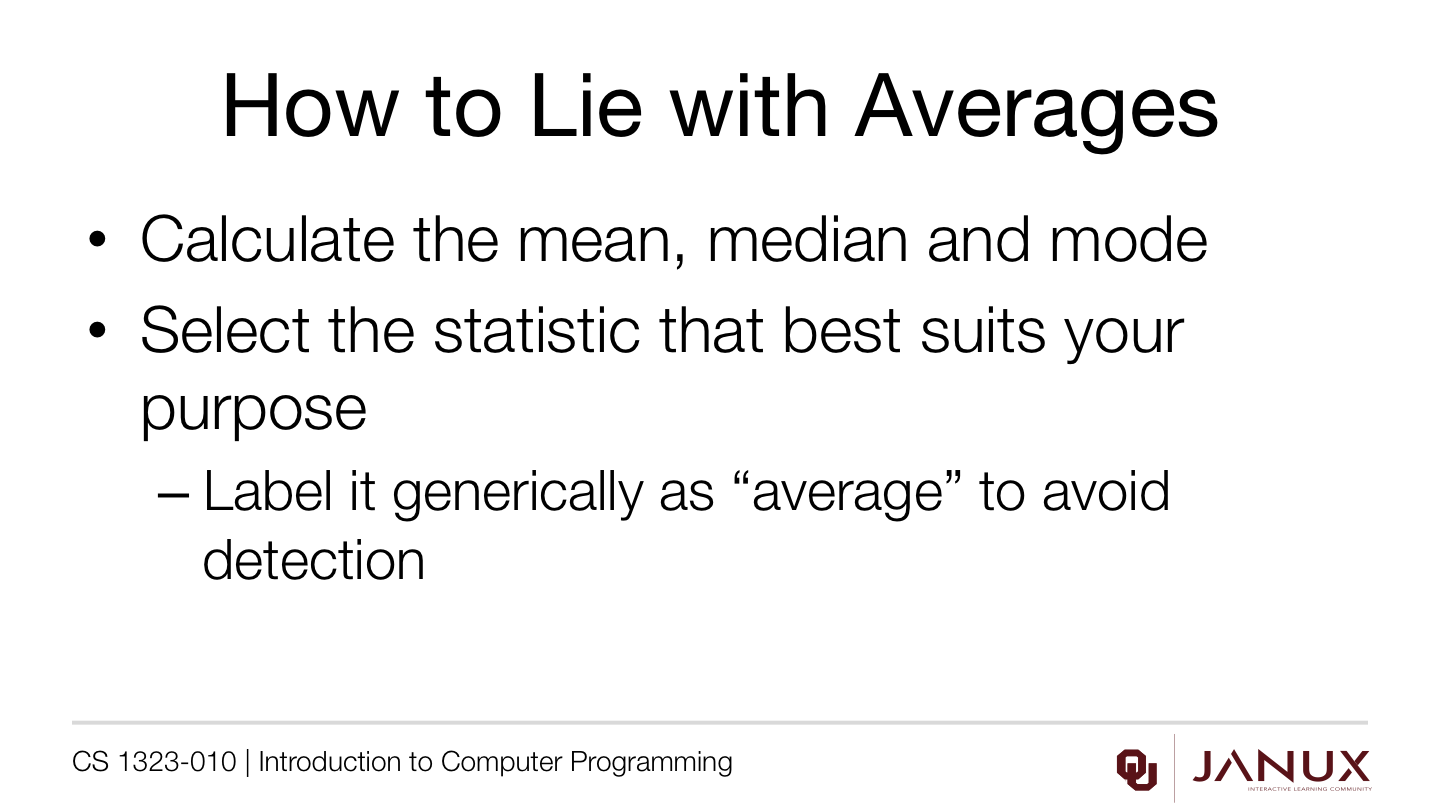 How to Lie with Averages
• Calculate the mean, median and mode
• Select the statistic that best suits your
purpose
– Label it generically as “average” to avoid
detection
CS 1323-010 | Introduction to Computer Programming
OU
JANUX
INTERACTIVE LEARNING COMMUNITY